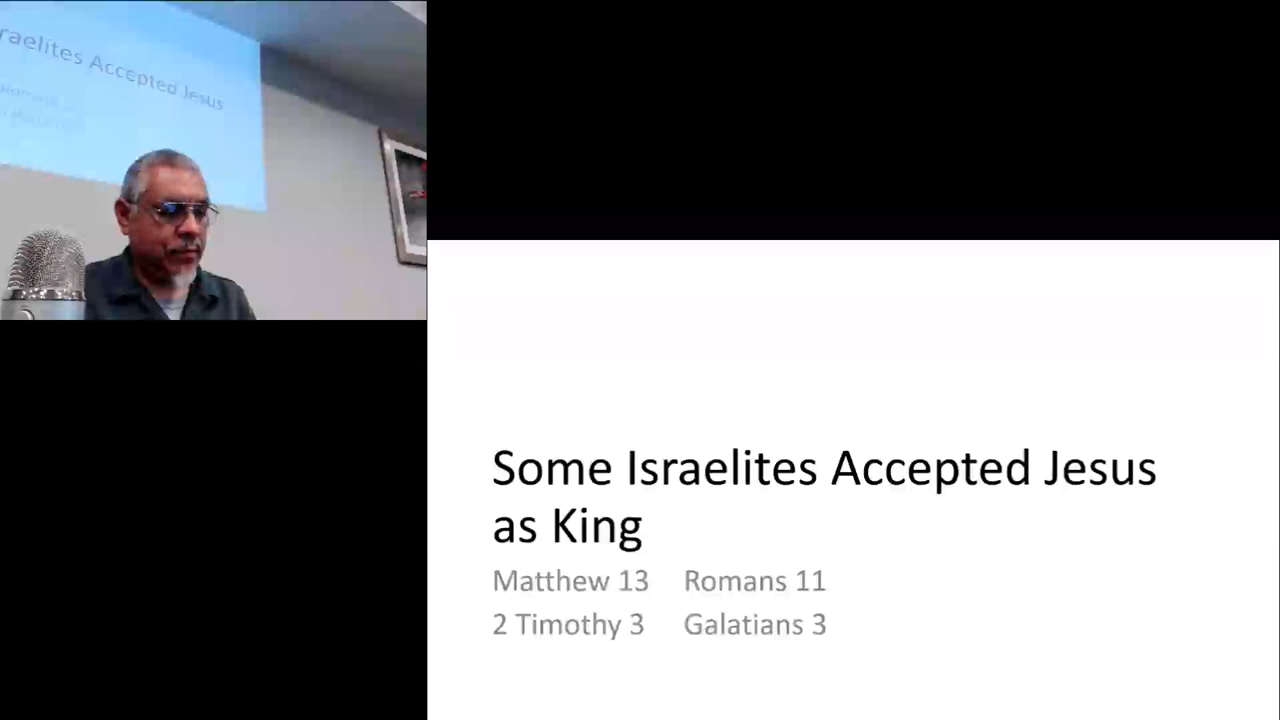 raelites Accepted Jesus
Some Israelites Accepted Jesus
as King
Matthew 13 Romans 11
2 Timothy 3 Galatians 3